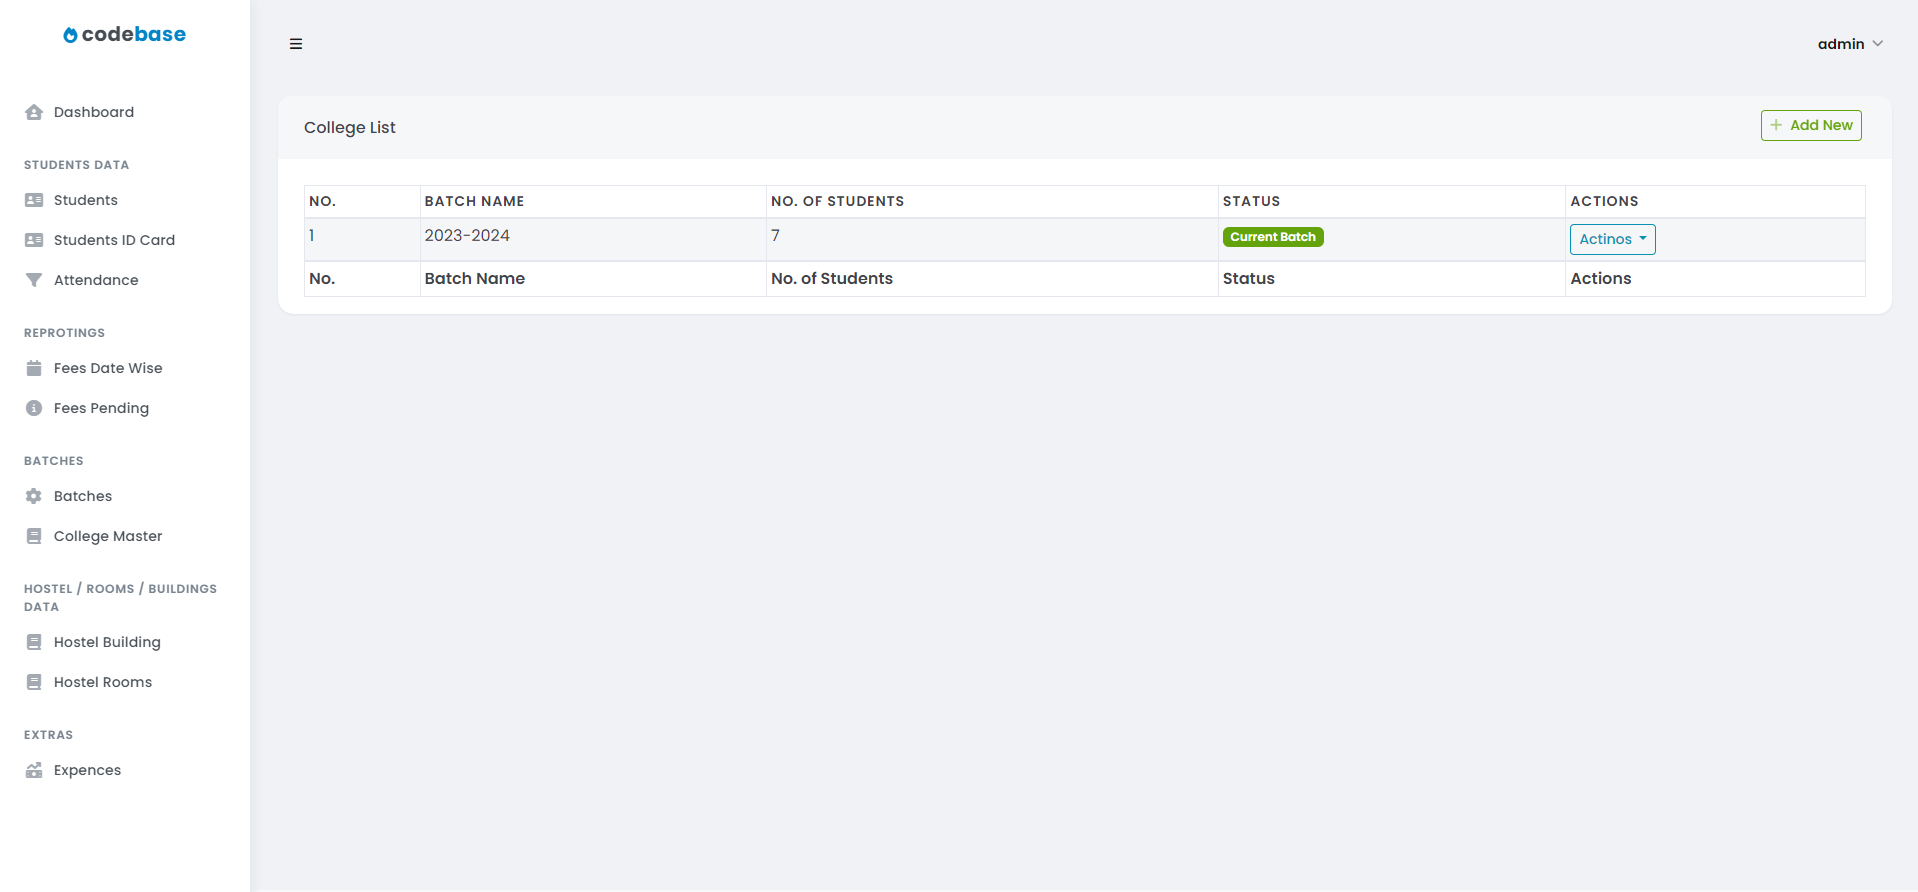 codebase
admin
Dashboard
STUDENTS DATA
Students
Students ID Card
Attendance
REPROTINGS
Fees Date Wise
Fees Pending
BATCHES
Batches
College Master
HOSTEL / ROOMS / BUILDINGS
DATA
Hostel Building
Hostel Rooms
EXTRAS
Expences
College List
Add New
NO. BATCH NAME NO. OF STUDENTS STATUS ACTIONS
1 2023-2024 7 Current Batch Actinos
No. Batch Name No. of Students Status Actions